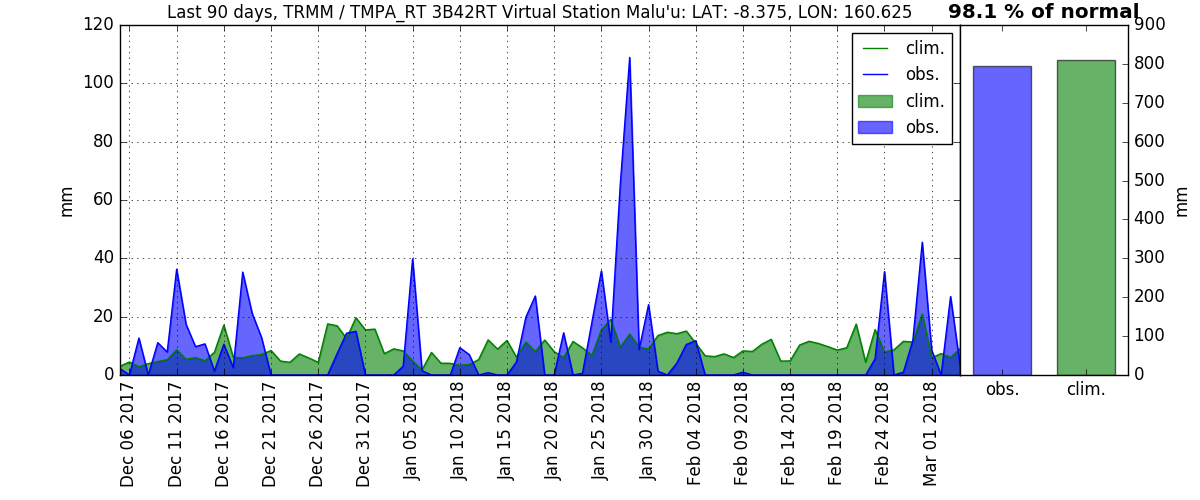 Last 90 days, TRMM / TMPA_RT 3B42RT Virtual Station Malu'u: LAT: -8.375, LON: 160.625
98.1 % of normal
120
100
80
60
40
20
0
mm
clim.
obs.
clim.
obs.
900
800
700
600
500
400
300
200
100
0
mm
Dec 06 2017
Dec 11 2017
Dec 16 2017
Dec 21 2017
Dec 26 2017
Dec 31 2017
Jan 05 2018
Jan 10 2018
Jan 15 2018
Jan 20 2018
Jan 25 2018
Jan 30 2018
Feb 04 2018
Feb 09 2018
Feb 14 2018
Feb 19 2018
Feb 24 2018
Mar 01 2018
obs.
clim.